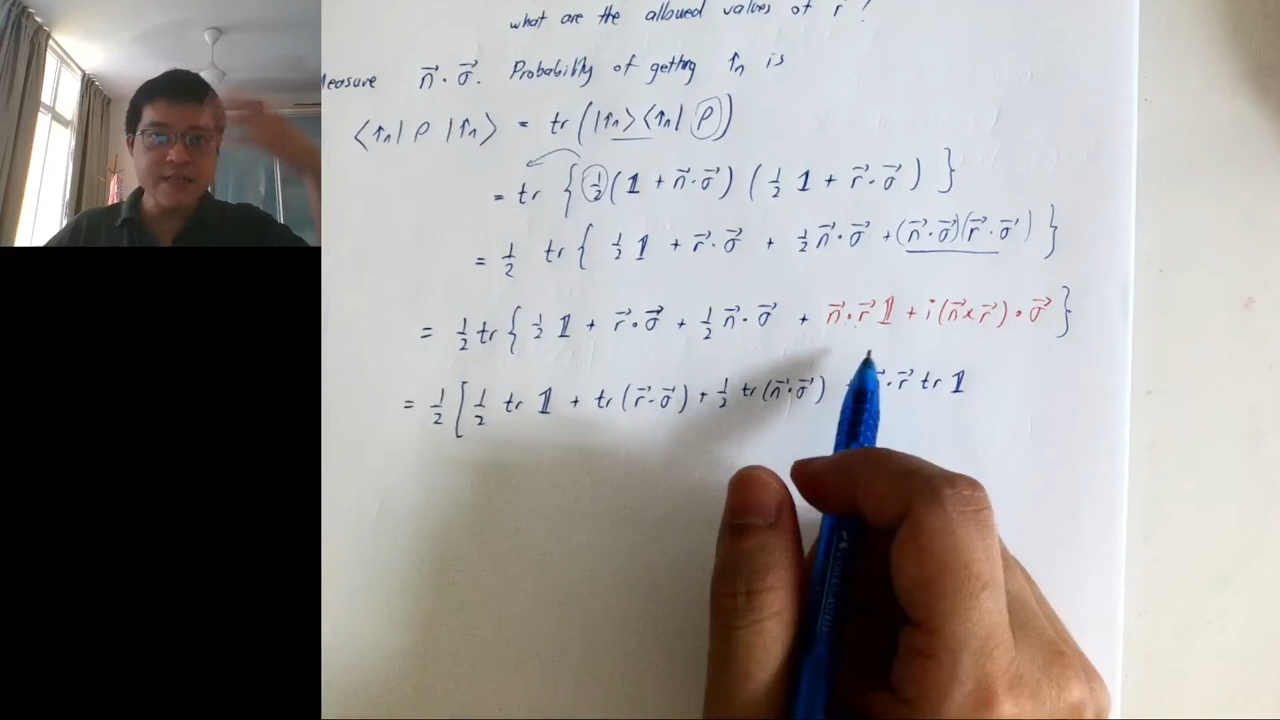 what are the allowed values of r⃗ ?
Measure n⃗·σ⃗. Probability of getting ↑ₙ is
⟨↑ₙ| ρ |↑ₙ⟩ = tr (|↑ₙ⟩⟨↑ₙ| ρ)
= tr { ½ (𝟙 + n⃗·σ⃗) (½ 𝟙 + r⃗·σ⃗) }
= ½ tr { ½ 𝟙 + r⃗·σ⃗ + ½ n⃗·σ⃗ + (n⃗·σ⃗)(r⃗·σ⃗) }
= ½ tr { ½ 𝟙 + r⃗·σ⃗ + ½ n⃗·σ⃗ + n⃗·r⃗ 𝟙 + i(n⃗×r⃗)·σ⃗ }
= ½ [ ½ tr 𝟙 + tr(r⃗·σ⃗) + ½ tr(n⃗·σ⃗) ·r⃗ tr 𝟙